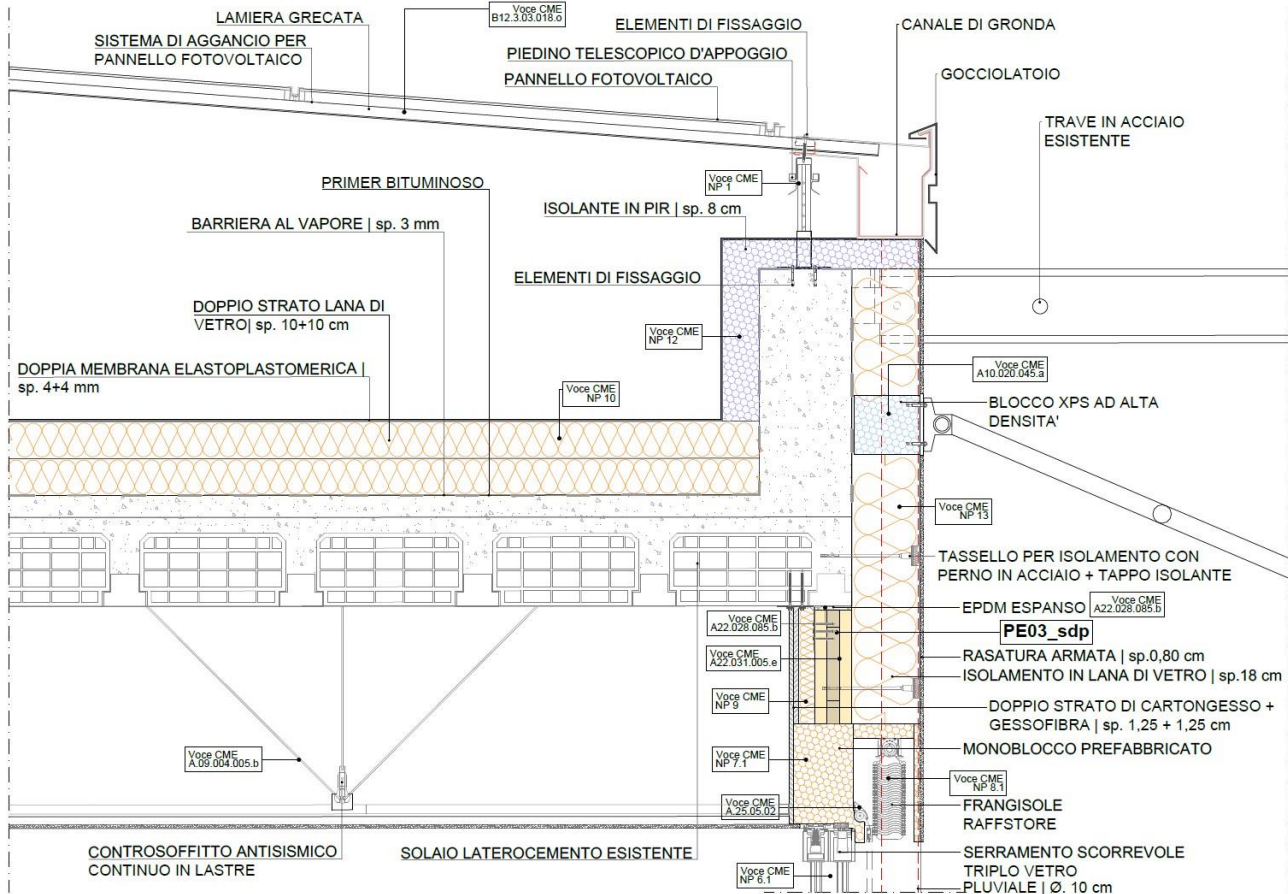 Voce CME
B12.3.03.018.o
LAMIERA GRECATA
SISTEMA DI AGGANCIO PER
PANNELLO FOTOVOLTAICO
ELEMENTI DI FISSAGGIO
PIEDINO TELESCOPICO D'APPOGGIO
PANNELLO FOTOVOLTAICO
CANALE DI GRONDA
GOCCIOLATOIO
TRAVE IN ACCIAIO
ESISTENTE
PRIMER BITUMINOSO
BARRIERA AL VAPORE | sp. 3 mm
Voce CME
NP 1
ISOLANTE IN PIR | sp. 8 cm
ELEMENTI DI FISSAGGIO
DOPPIO STRATO LANA DI
VETRO| sp. 10+10 cm
Voce CME
NP 12
DOPPIA MEMBRANA ELASTOPLASTOMERICA |
sp. 4+4 mm
Voce CME
NP 10
Voce CME
A10.020.045.a
BLOCCO XPS AD ALTA
DENSITA'
Voce CME
NP 13
TASSELLO PER ISOLAMENTO CON
PERNO IN ACCIAIO + TAPPO ISOLANTE
EPDM ESPANSO
Voce CME
A22.028.085.b
Voce CME
A22.028.085.b
PE03_sdp
Voce CME
A22.031.005.e
RASATURA ARMATA | sp.0,80 cm
ISOLAMENTO IN LANA DI VETRO | sp.18 cm
Voce CME
NP 9
DOPPIO STRATO DI CARTONGESSO +
GESSOFIBRA | sp. 1,25 + 1,25 cm
MONOBLOCCO PREFABBRICATO
Voce CME
A.09.004.005.b
Voce CME
NP 7.1
Voce CME
NP 8.1
Voce CME
A.25.05.02
FRANGISOLE
RAFFSTORE
CONTROSOFFITTO ANTISISMICO
CONTINUO IN LASTRE
SOLAIO LATEROCEMENTO ESISTENTE
SERRAMENTO SCORREVOLE
TRIPLO VETRO
Voce CME
NP 6.1
PLUVIALE | Ø. 10 cm